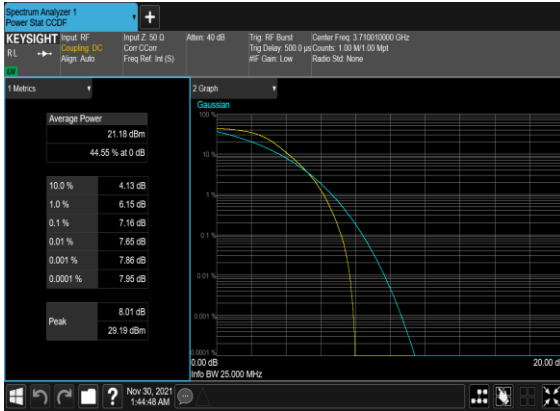 Spectrum Analyzer 1
Power Stat CCDF
KEYSIGHT
RL
Input: RF
Coupling: DC
Align: Auto
Input Z: 50 Ω
Corr CCorr
Freq Ref: Int (S)
Atten: 40 dB
Trig: RF Burst
Trig Delay: 500.0 µs
#IF Gain: Low
Center Freq: 3.710010000 GHz
Counts: 1.00 M/1.00 Mpt
Radio Std: None
1 Metrics
Average Power
21.18 dBm
44.55 % at 0 dB
10.0 % 4.13 dB
1.0 % 6.15 dB
0.1 % 7.16 dB
0.01 % 7.65 dB
0.001 % 7.86 dB
0.0001 % 7.95 dB
Peak
8.01 dB
29.19 dBm
2 Graph
Gaussian
100 %
10 %
1 %
0.1 %
0.01 %
0.001 %
0.0001 %
0.00 dB
20.00 d
Info BW 25.000 MHz
?
Nov 30, 2021
1:44:48 AM